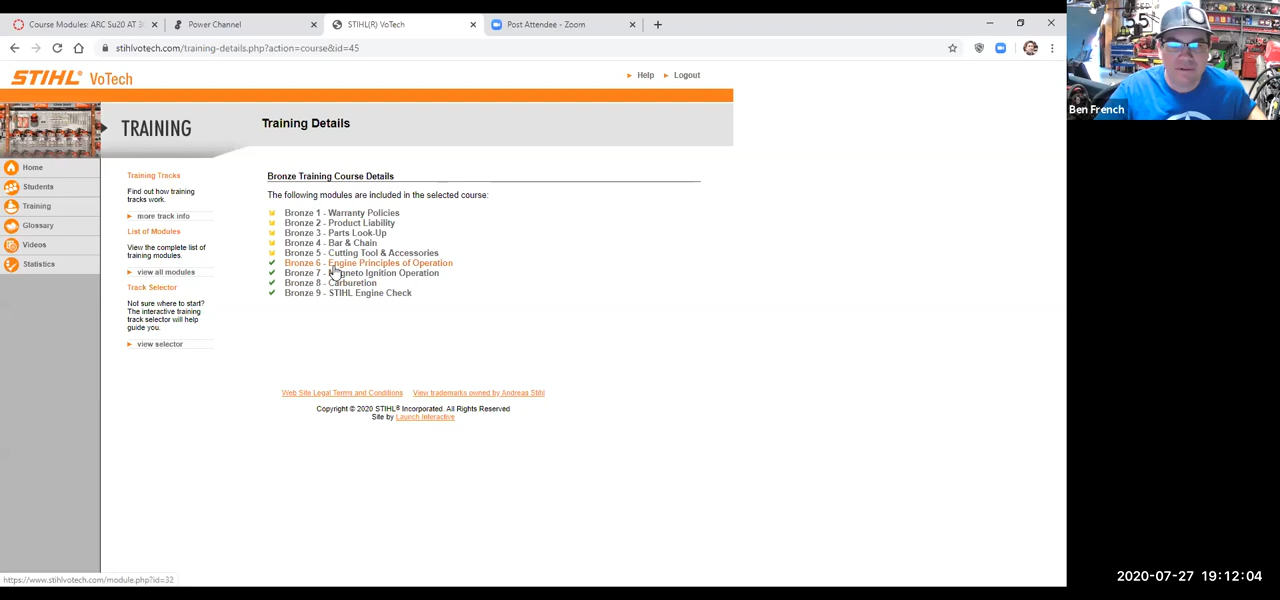 Course Modules: ARC Su20 AT 3
Power Channel
STIHL(R) VoTech
Post Attendee - Zoom
stihlvotech.com/training-details.php?action=course&id=45
Ben French
STIHL® VoTech
Help
Logout
TRAINING
Training Details
Home
Students
Training
Glossary
Videos
Statistics
Training Tracks
Find out how training
tracks work.
more track info
List of Modules
View the complete list of
training modules.
view all modules
Track Selector
Not sure where to start?
The interactive training
track selector will help
guide you.
view selector
Bronze Training Course Details
The following modules are included in the selected course:
Bronze 1 - Warranty Policies
Bronze 2 - Product Liability
Bronze 3 - Parts Look-Up
Bronze 4 - Bar & Chain
Bronze 5 - Cutting Tool & Accessories
Bronze 6 - Engine Principles of Operation
Bronze 7 - Magneto Ignition Operation
Bronze 8 - Carburetion
Bronze 9 - STIHL Engine Check
Web Site Legal Terms and Conditions
View trademarks owned by Andreas Stihl
Copyright © 2020 STIHL® Incorporated. All Rights Reserved
Site by Launch Interactive
https://www.stihlvotech.com/module.php?id=32
2020-07-27 19:12:04